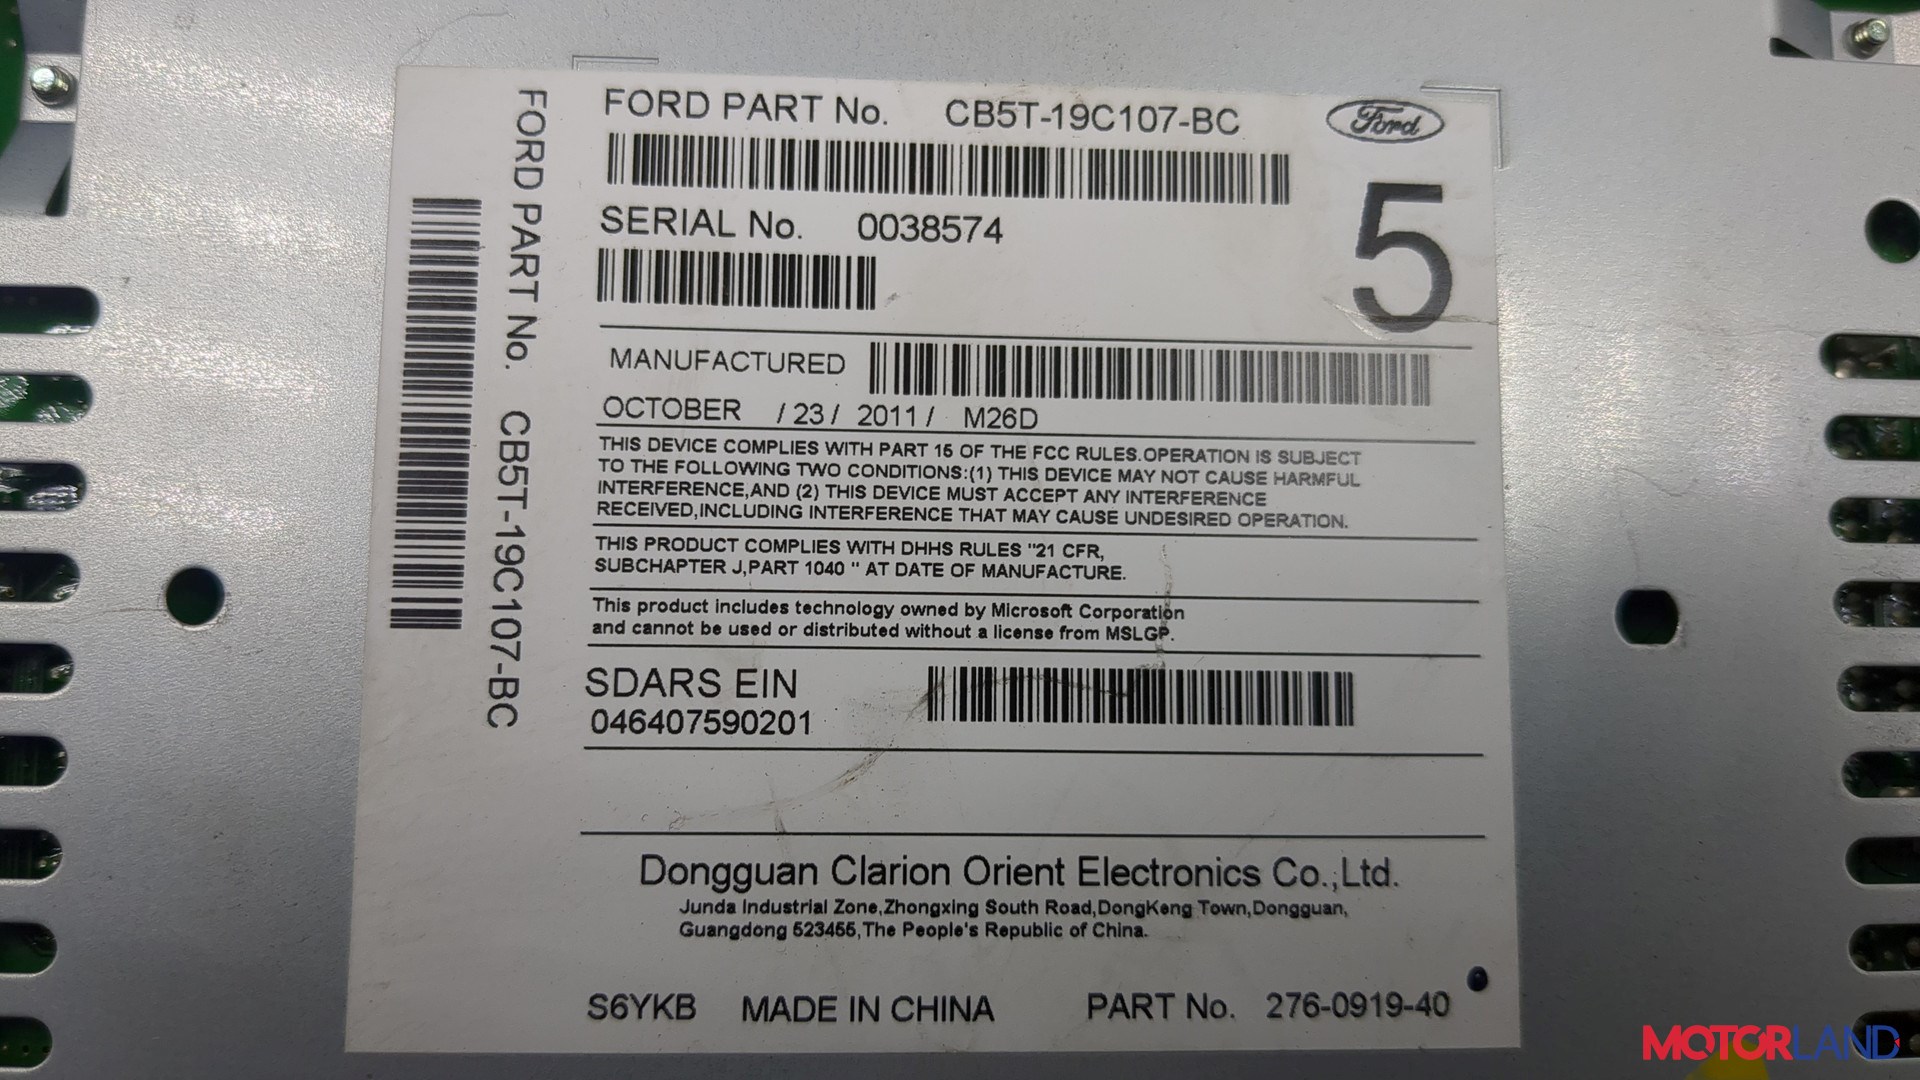 FORD PART No. CB5T-19C107-BC
Ford
5
SERIAL No. 0038574
MANUFACTURED
OCTOBER / 23 / 2011 / M26D
THIS DEVICE COMPLIES WITH PART 15 OF THE FCC RULES.OPERATION IS SUBJECT
TO THE FOLLOWING TWO CONDITIONS:(1) THIS DEVICE MAY NOT CAUSE HARMFUL
INTERFERENCE,AND (2) THIS DEVICE MUST ACCEPT ANY INTERFERENCE
RECEIVED,INCLUDING INTERFERENCE THAT MAY CAUSE UNDESIRED OPERATION.
THIS PRODUCT COMPLIES WITH DHHS RULES "21 CFR,
SUBCHAPTER J,PART 1040 " AT DATE OF MANUFACTURE.
This product includes technology owned by Microsoft Corporation
and cannot be used or distributed without a license from MSLGP.
SDARS EIN
046407590201
Dongguan Clarion Orient Electronics Co.,Ltd.
Junda Industrial Zone,Zhongxing South Road,DongKeng Town,Dongguan,
Guangdong 523455,The People's Republic of China.
S6YKB MADE IN CHINA PART No. 276-0919-40
FORD PART No. CB5T-19C107-BC
MOTORLAND